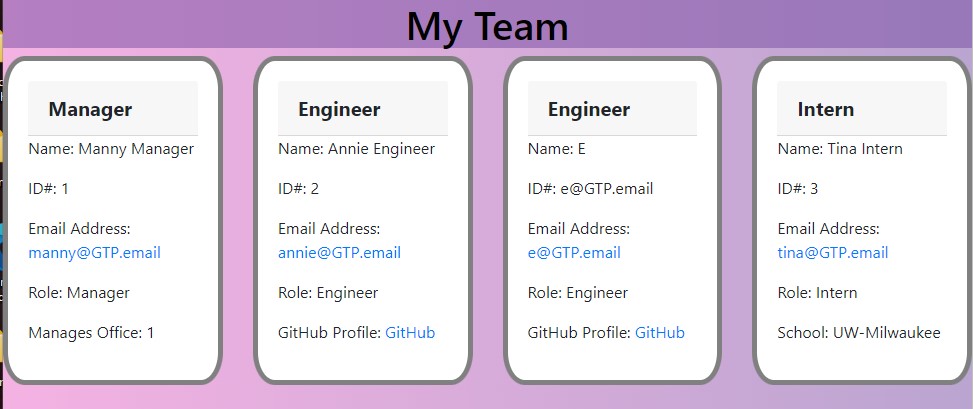 My Team
Manager
Name: Manny Manager
ID#: 1
Email Address:
manny@GTP.email
Role: Manager
Manages Office: 1
Engineer
Name: Annie Engineer
ID#: 2
Email Address:
annie@GTP.email
Role: Engineer
GitHub Profile: GitHub
Engineer
Name: E
ID#: e@GTP.email
Email Address:
e@GTP.email
Role: Engineer
GitHub Profile: GitHub
Intern
Name: Tina Intern
ID#: 3
Email Address:
tina@GTP.email
Role: Intern
School: UW-Milwaukee